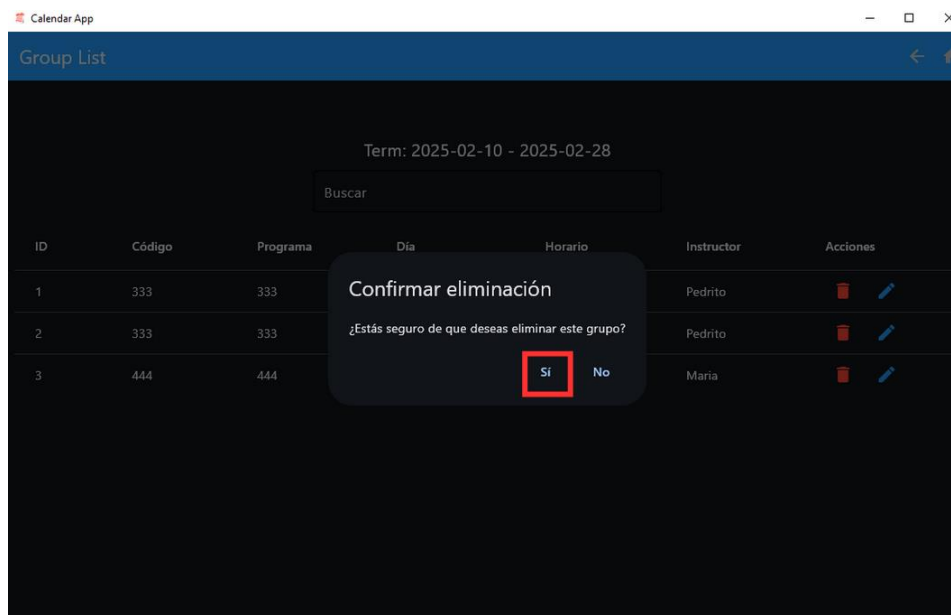 Calendar App
Group List
Term: 2025-02-10 - 2025-02-28
Buscar
ID Código Programa Día Horario Instructor Acciones
1 333 333 Pedrito
2 333 333 Pedrito
3 444 444 Maria
Confirmar eliminación
¿Estás seguro de que deseas eliminar este grupo?
Sí No